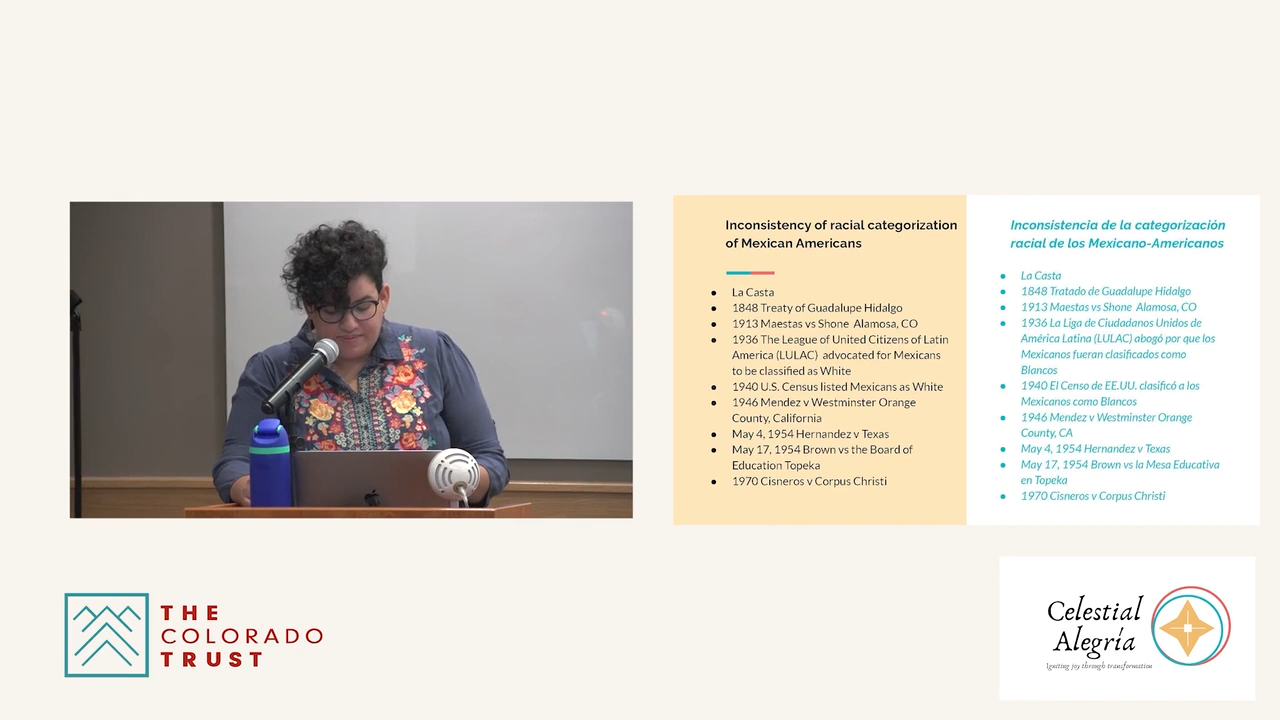 Inconsistency of racial categorization
of Mexican Americans
La Casta
1848 Treaty of Guadalupe Hidalgo
1913 Maestas vs Shone Alamosa, CO
1936 The League of United Citizens of Latin
America (LULAC) advocated for Mexicans
to be classified as White
1940 U.S. Census listed Mexicans as White
1946 Mendez v Westminster Orange
County, California
May 4, 1954 Hernandez v Texas
May 17, 1954 Brown vs the Board of
Education Topeka
1970 Cisneros v Corpus Christi
Inconsistencia de la categorización
racial de los Mexicano-Americanos
La Casta
1848 Tratado de Guadalupe Hidalgo
1913 Maestas vs Shone Alamosa, CO
1936 La Liga de Ciudadanos Unidos de
América Latina (LULAC) abogó por que los
Mexicanos fueran clasificados como
Blancos
1940 El Censo de EE.UU. clasificó a los
Mexicanos como Blancos
1946 Mendez v Westminster Orange
County, CA
May 4, 1954 Hernandez v Texas
May 17, 1954 Brown vs la Mesa Educativa
en Topeka
1970 Cisneros v Corpus Christi
THE
COLORADO
TRUST
Celestial
Alegría
Igniting joy through transformation